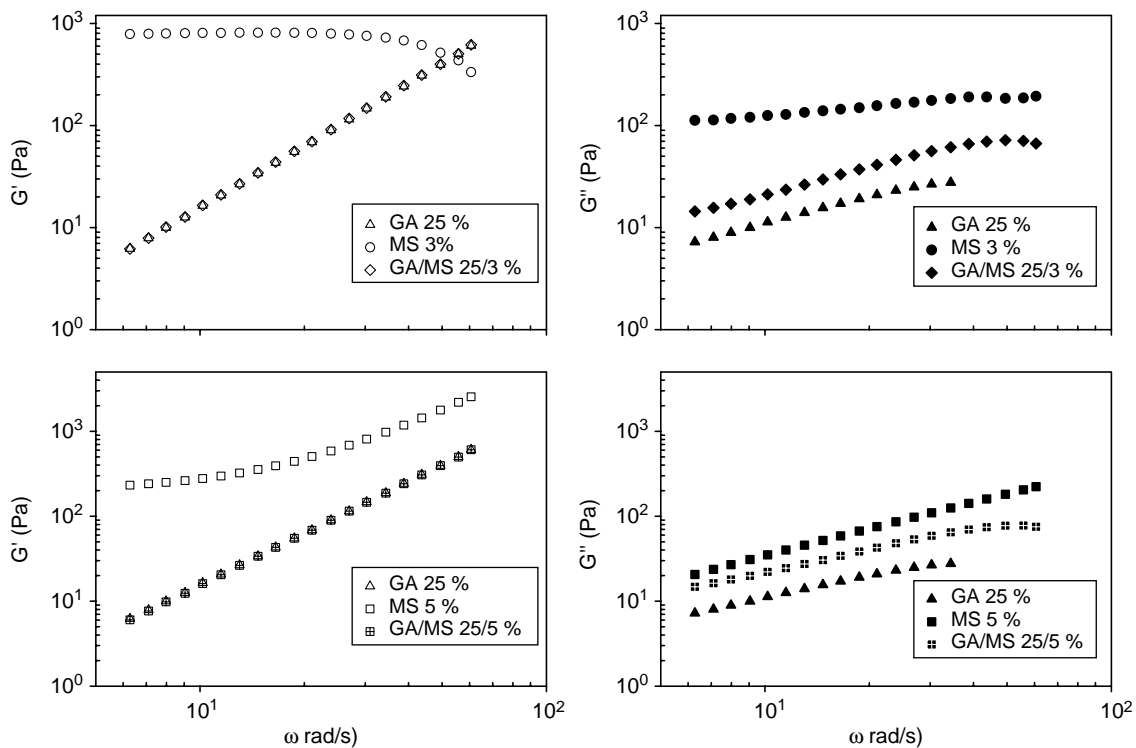 10³
10²
10¹
10⁰
G' (Pa)
GA 25 %
MS 3%
GA/MS 25/3 %
10³
10²
10¹
10⁰
G'' (Pa)
GA 25 %
MS 3 %
GA/MS 25/3 %
10³
10²
10¹
10⁰
G' (Pa)
GA 25 %
MS 5 %
GA/MS 25/5 %
10¹
10²
ω rad/s)
10³
10²
10¹
10⁰
G'' (Pa)
GA 25 %
MS 5 %
GA/MS 25/5 %
10¹
10²
ω rad/s)